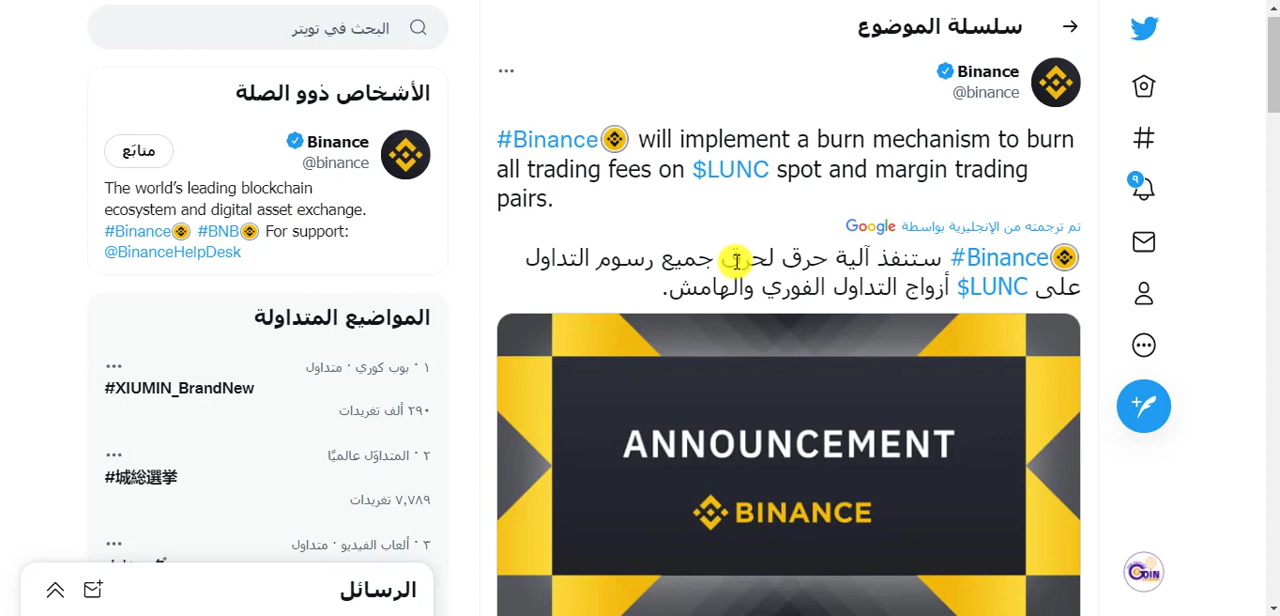 سلسلة الموضوع
Binance
@binance
#Binance will implement a burn mechanism to burn
all trading fees on $LUNC spot and margin trading
pairs.
تم ترجمته من الإنجليزية بواسطة Google
#Binance ستنفذ آلية حرق لحرق جميع رسوم التداول
على $LUNC أزواج التداول الفوري والهامش.
ANNOUNCEMENT
BINANCE
البحث في تويتر
الأشخاص ذوو الصلة
Binance
@binance
متابَع
The world's leading blockchain
ecosystem and digital asset exchange.
#Binance #BNB For support:
@BinanceHelpDesk
المواضيع المتداولة
١ · بوب كوري · متداول
#XIUMIN_BrandNew
٢٩٠ ألف تغريدات
٢ · المتداوَل عالميًا
#城総選挙
٧,٧٨٩ تغريدات
٣ · ألعاب الفيديو · متداول
الرسائل
٩
COIN